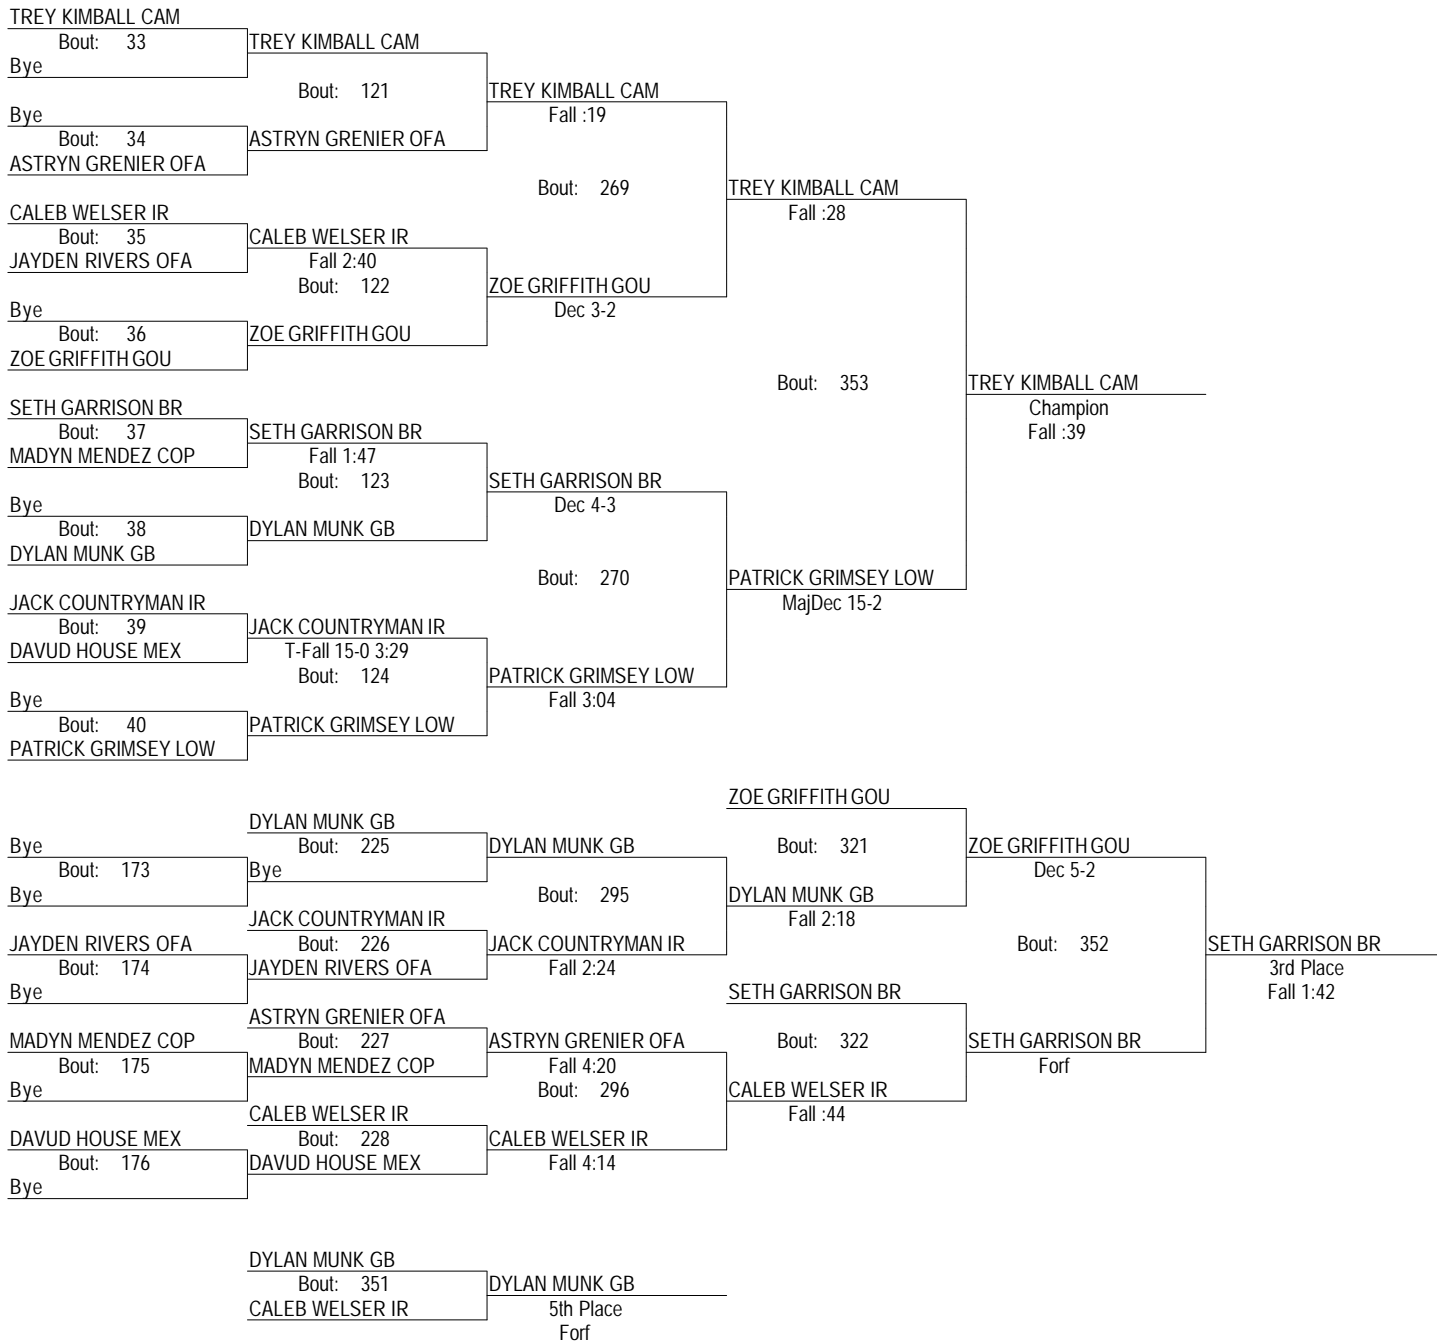 TREY KIMBALL CAM
Bout: 33
TREY KIMBALL CAM
Bye
Bout: 121
TREY KIMBALL CAM
Bye
Fall :19
Bout: 34
ASTRYN GRENIER OFA
ASTRYN GRENIER OFA
Bout: 269
TREY KIMBALL CAM
CALEB WELSER IR
Fall :28
Bout: 35
CALEB WELSER IR
JAYDEN RIVERS OFA
Fall 2:40
Bout: 122
ZOE GRIFFITH GOU
Bye
Dec 3-2
Bout: 36
ZOE GRIFFITH GOU
ZOE GRIFFITH GOU
Bout: 353
TREY KIMBALL CAM
SETH GARRISON BR
Champion
Bout: 37
SETH GARRISON BR
Fall :39
MADYN MENDEZ COP
Fall 1:47
Bout: 123
SETH GARRISON BR
Bye
Dec 4-3
Bout: 38
DYLAN MUNK GB
DYLAN MUNK GB
Bout: 270
PATRICK GRIMSEY LOW
JACK COUNTRYMAN IR
MajDec 15-2
Bout: 39
JACK COUNTRYMAN IR
DAVUD HOUSE MEX
T-Fall 15-0 3:29
Bout: 124
PATRICK GRIMSEY LOW
Bye
Fall 3:04
Bout: 40
PATRICK GRIMSEY LOW
PATRICK GRIMSEY LOW
ZOE GRIFFITH GOU
DYLAN MUNK GB
Bye
Bout: 225
DYLAN MUNK GB
Bout: 321
ZOE GRIFFITH GOU
Bout: 173
Bye
Dec 5-2
Bye
Bout: 295
DYLAN MUNK GB
JACK COUNTRYMAN IR
Fall 2:18
JAYDEN RIVERS OFA
Bout: 226
JACK COUNTRYMAN IR
Bout: 352
SETH GARRISON BR
Bout: 174
JAYDEN RIVERS OFA
Fall 2:24
3rd Place
Bye
SETH GARRISON BR
Fall 1:42
ASTRYN GRENIER OFA
MADYN MENDEZ COP
Bout: 227
ASTRYN GRENIER OFA
Bout: 322
SETH GARRISON BR
Bout: 175
MADYN MENDEZ COP
Fall 4:20
Forf
Bye
Bout: 296
CALEB WELSER IR
CALEB WELSER IR
Fall :44
DAVUD HOUSE MEX
Bout: 228
CALEB WELSER IR
Bout: 176
DAVUD HOUSE MEX
Fall 4:14
Bye
DYLAN MUNK GB
Bout: 351
DYLAN MUNK GB
CALEB WELSER IR
5th Place
Forf